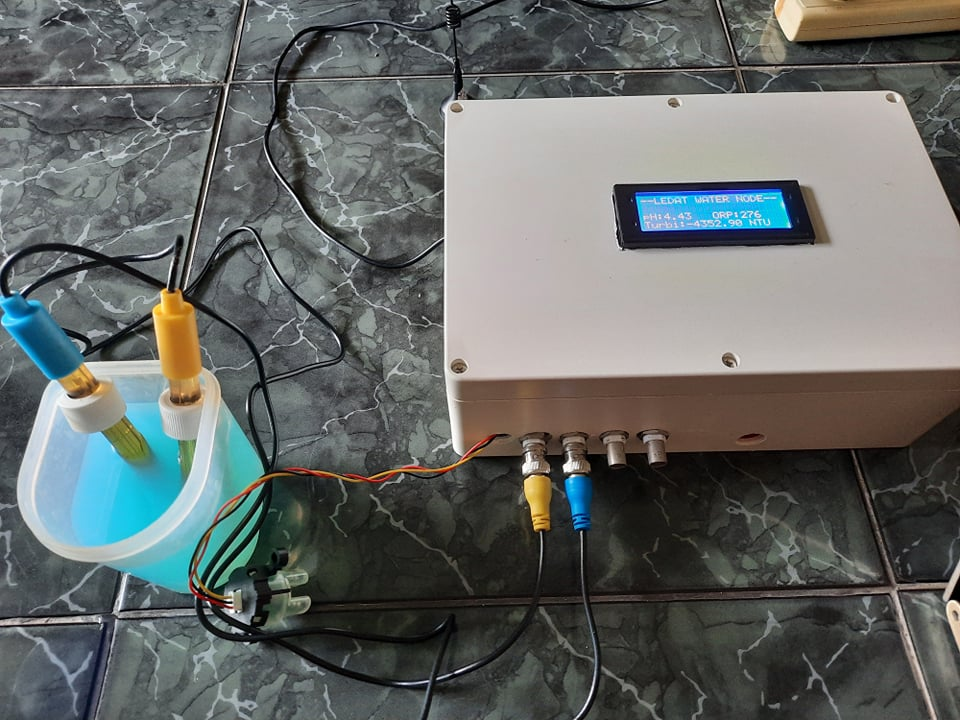 --LEDAT WATER NODE--
pH:4.43 ORP:276
Turbi:-4352.90 NTU